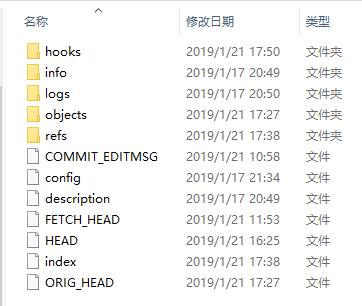 名称 修改日期 类型
hooks 2019/1/21 17:50 文件夹
info 2019/1/17 20:49 文件夹
logs 2019/1/17 20:50 文件夹
objects 2019/1/21 17:27 文件夹
refs 2019/1/21 17:38 文件夹
COMMIT_EDITMSG 2019/1/21 10:58 文件
config 2019/1/17 21:34 文件
description 2019/1/17 20:49 文件
FETCH_HEAD 2019/1/21 11:53 文件
HEAD 2019/1/21 16:25 文件
index 2019/1/21 17:38 文件
ORIG_HEAD 2019/1/21 17:27 文件